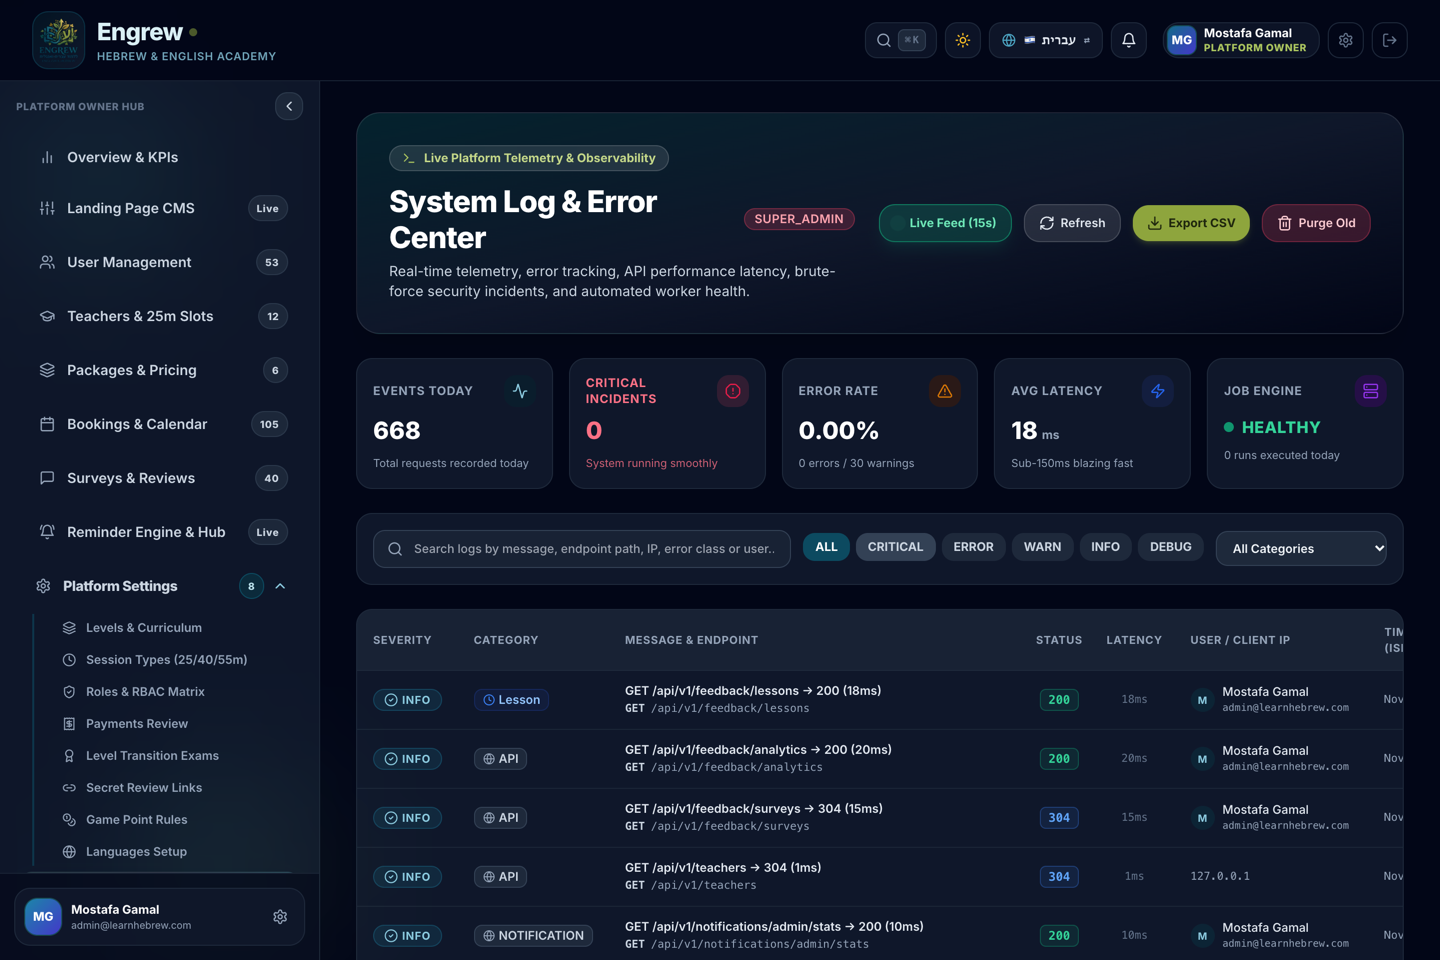 ENGREW
Engrew
HEBREW & ENGLISH ACADEMY
⌘K
עברית
MG
Mostafa Gamal
PLATFORM OWNER
PLATFORM OWNER HUB
Overview & KPIs
Landing Page CMS
Live
User Management
53
Teachers & 25m Slots
12
Packages & Pricing
6
Bookings & Calendar
105
Surveys & Reviews
40
Reminder Engine & Hub
Live
Platform Settings
8
Levels & Curriculum
Session Types (25/40/55m)
Roles & RBAC Matrix
Payments Review
Level Transition Exams
Secret Review Links
Game Point Rules
Languages Setup
MG
Mostafa Gamal
admin@learnhebrew.com
Live Platform Telemetry & Observability
System Log & Error
Center
Real-time telemetry, error tracking, API performance latency, brute-
force security incidents, and automated worker health.
SUPER_ADMIN
Live Feed (15s)
Refresh
Export CSV
Purge Old
EVENTS TODAY
668
Total requests recorded today
CRITICAL
INCIDENTS
0
System running smoothly
ERROR RATE
0.00%
0 errors / 30 warnings
AVG LATENCY
18 ms
Sub-150ms blazing fast
JOB ENGINE
HEALTHY
0 runs executed today
Search logs by message, endpoint path, IP, error class or user..
ALL
CRITICAL
ERROR
WARN
INFO
DEBUG
All Categories
SEVERITY
CATEGORY
MESSAGE & ENDPOINT
STATUS
LATENCY
USER / CLIENT IP
INFO
Lesson
GET /api/v1/feedback/lessons → 200 (18ms)
GET /api/v1/feedback/lessons
200
18ms
M
Mostafa Gamal
admin@learnhebrew.com
Nov
INFO
API
GET /api/v1/feedback/analytics → 200 (20ms)
GET /api/v1/feedback/analytics
200
20ms
M
Mostafa Gamal
admin@learnhebrew.com
Nov
INFO
API
GET /api/v1/feedback/surveys → 304 (15ms)
GET /api/v1/feedback/surveys
304
15ms
M
Mostafa Gamal
admin@learnhebrew.com
Nov
INFO
API
GET /api/v1/teachers → 304 (1ms)
GET /api/v1/teachers
304
1ms
127.0.0.1
Nov
INFO
NOTIFICATION
GET /api/v1/notifications/admin/stats → 200 (10ms)
GET /api/v1/notifications/admin/stats
200
10ms
M
Mostafa Gamal
admin@learnhebrew.com
Nov